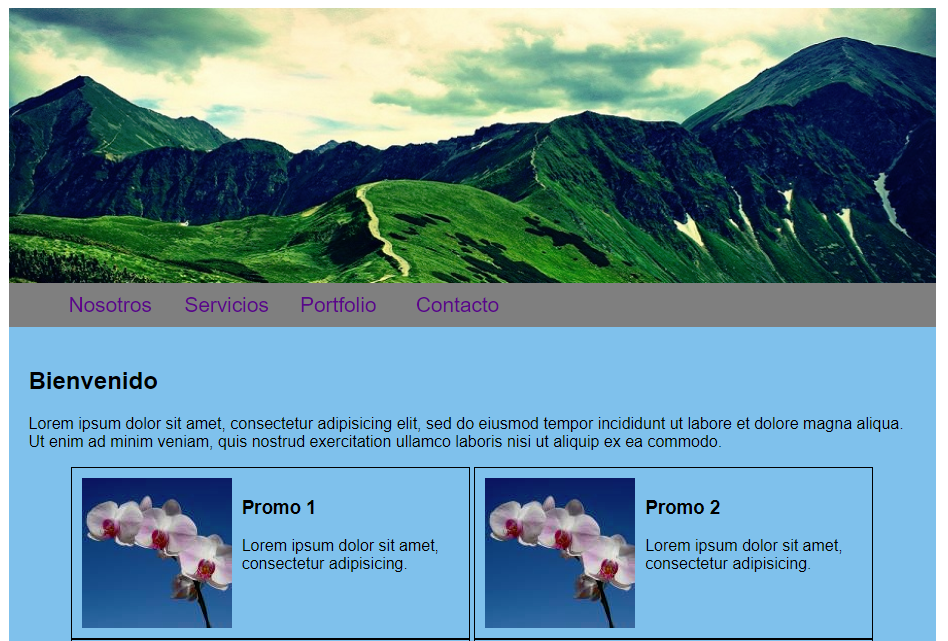 Nosotros Servicios Portfolio Contacto
Bienvenido
Lorem ipsum dolor sit amet, consectetur adipisicing elit, sed do eiusmod tempor incididunt ut labore et dolore magna aliqua.
Ut enim ad minim veniam, quis nostrud exercitation ullamco laboris nisi ut aliquip ex ea commodo.
Promo 1
Lorem ipsum dolor sit amet,
consectetur adipisicing.
Promo 2
Lorem ipsum dolor sit amet,
consectetur adipisicing.